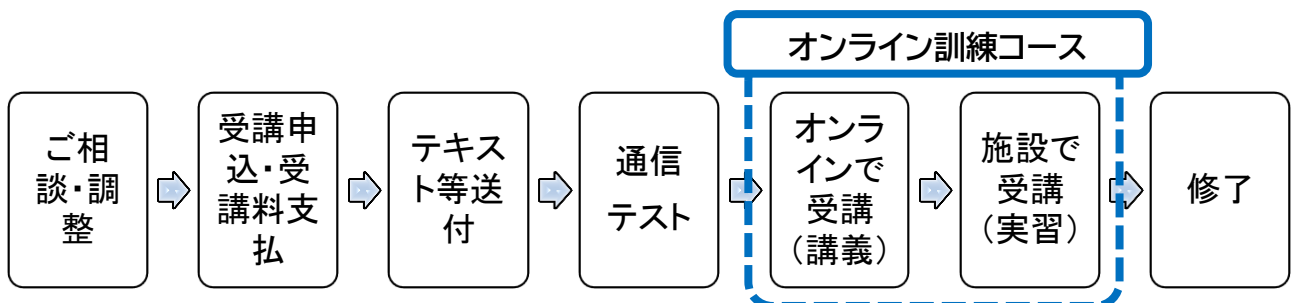 オンライン訓練コース
ご相
談・調
整
受講申
込・受
講料支
払
テキス
ト等送
付
通信
テスト
オンラ
インで
受講
（講義）
施設で
受講
（実習）
修了